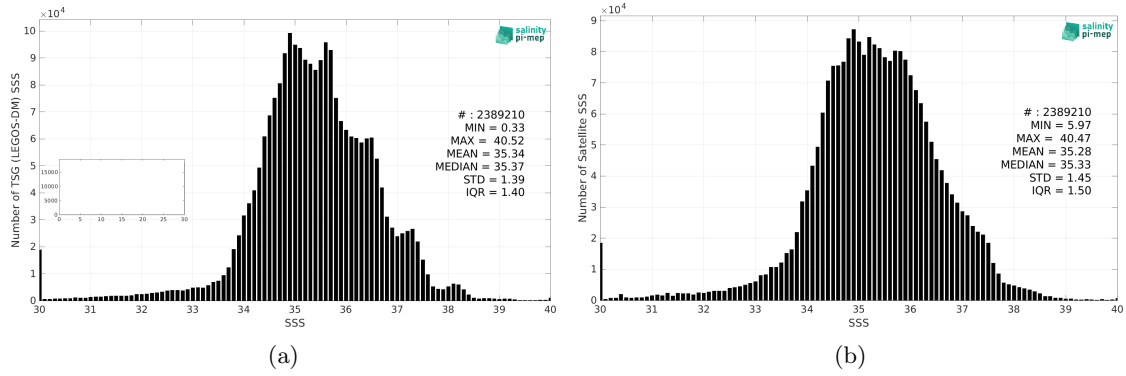 ×10⁴
10
9
8
7
6
5
4
3
2
1
0
Number of TSG (LEGOS-DM) SSS
salinity
pi-mep
# : 2389210
MIN = 0.33
MAX = 40.52
MEAN = 35.34
MEDIAN = 35.37
STD = 1.39
IQR = 1.40
15000
10000
5000
0
0 5 10 15 20 25 30
30 31 32 33 34 35 36 37 38 39 40
SSS
(a)
×10⁴
9
8
7
6
5
4
3
2
1
0
Number of Satellite SSS
salinity
pi-mep
# : 2389210
MIN = 5.97
MAX = 40.47
MEAN = 35.28
MEDIAN = 35.33
STD = 1.45
IQR = 1.50
30 31 32 33 34 35 36 37 38 39 40
SSS
(b)